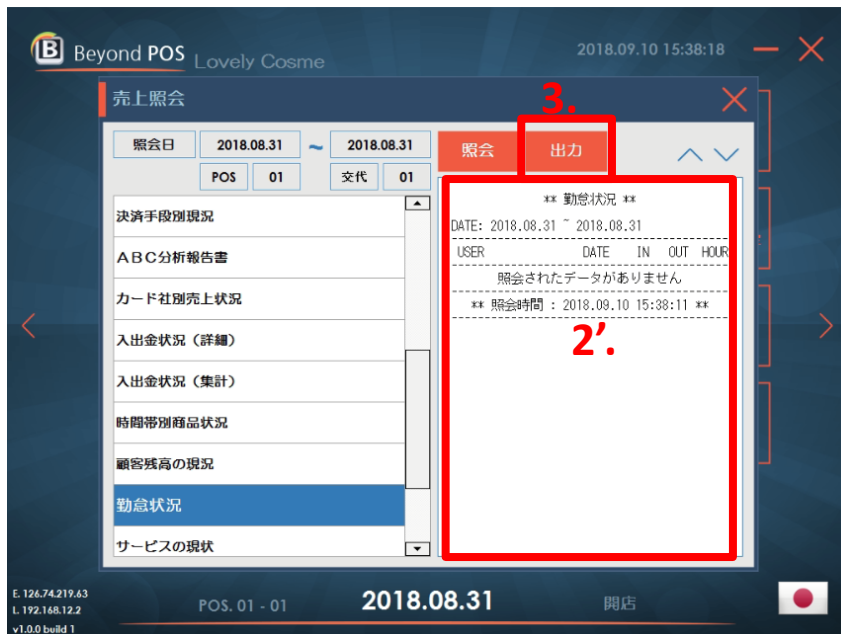 Beyond POS Lovely Cosme 2018.09.10 15:38:18
売上照会
3.
照会日 2018.08.31 ~ 2018.08.31 照会 出力
POS 01 交代 01
決済手段別現況
ABC分析報告書
カード社別売上状況
入出金状況（詳細）
入出金状況（集計）
時間帯別商品状況
顧客残高の現況
勤怠状況
サービスの現状
** 勤怠状況 **
DATE: 2018.08.31 ~ 2018.08.31
USER DATE IN OUT HOUR
照会されたデータがありません
** 照会時間 : 2018.09.10 15:38:11 **
2’.
E. 126.74.219.63
L. 192.168.12.2
v1.0.0 build 1
POS. 01 - 01 2018.08.31 開店